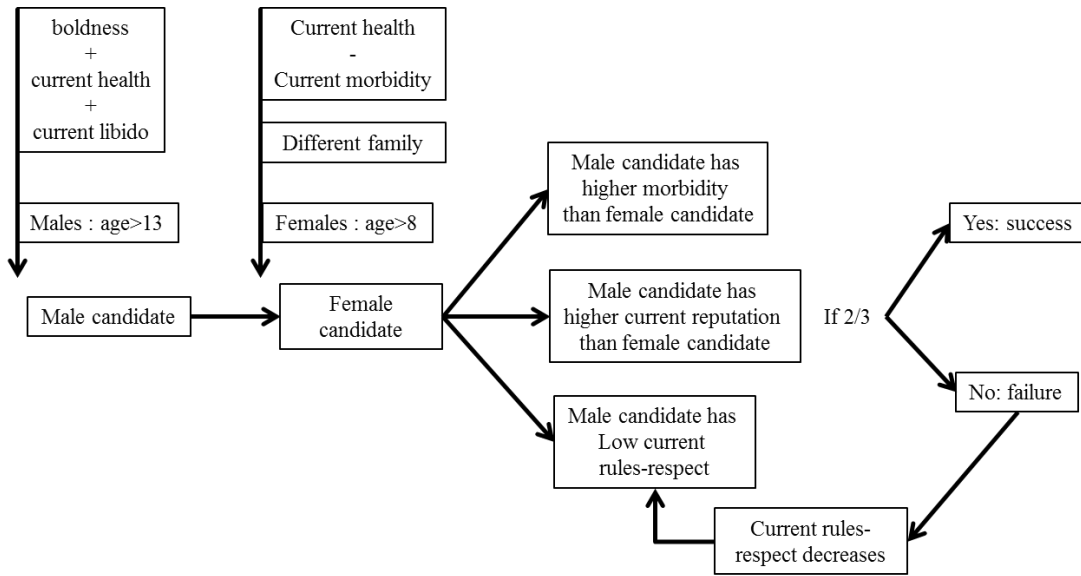 boldness
+
current health
+
current libido
Males : age>13
Male candidate
Current health
-
Current morbidity
Different family
Females : age>8
Female
candidate
Male candidate has
higher morbidity
than female candidate
Male candidate has
higher current reputation
than female candidate
Male candidate has
Low current
rules-respect
If 2/3
Yes: success
No: failure
Current rules-
respect decreases